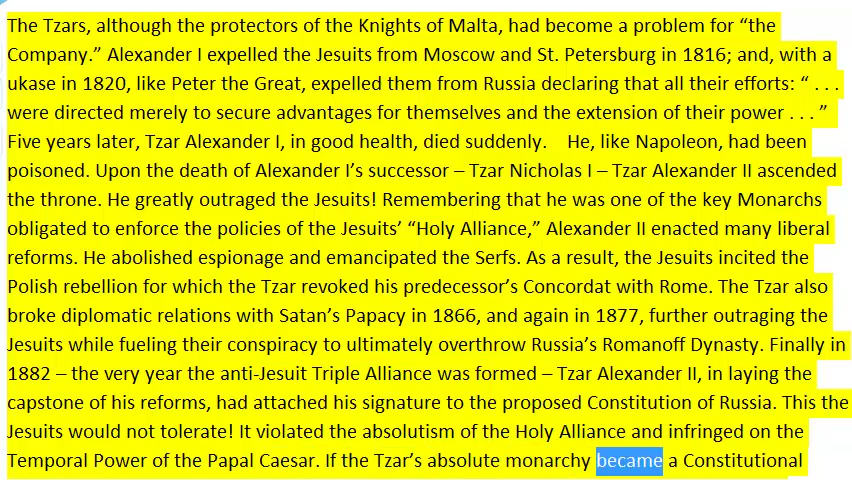 The Tzars, although the protectors of the Knights of Malta, had become a problem for “the
Company.” Alexander I expelled the Jesuits from Moscow and St. Petersburg in 1816; and, with a
ukase in 1820, like Peter the Great, expelled them from Russia declaring that all their efforts: “ . . .
were directed merely to secure advantages for themselves and the extension of their power . . . ”
Five years later, Tzar Alexander I, in good health, died suddenly.    He, like Napoleon, had been
poisoned. Upon the death of Alexander I’s successor – Tzar Nicholas I – Tzar Alexander II ascended
the throne. He greatly outraged the Jesuits! Remembering that he was one of the key Monarchs
obligated to enforce the policies of the Jesuits’ “Holy Alliance,” Alexander II enacted many liberal
reforms. He abolished espionage and emancipated the Serfs. As a result, the Jesuits incited the
Polish rebellion for which the Tzar revoked his predecessor’s Concordat with Rome. The Tzar also
broke diplomatic relations with Satan’s Papacy in 1866, and again in 1877, further outraging the
Jesuits while fueling their conspiracy to ultimately overthrow Russia’s Romanoff Dynasty. Finally in
1882 – the very year the anti-Jesuit Triple Alliance was formed – Tzar Alexander II, in laying the
capstone of his reforms, had attached his signature to the proposed Constitution of Russia. This the
Jesuits would not tolerate! It violated the absolutism of the Holy Alliance and infringed on the
Temporal Power of the Papal Caesar. If the Tzar’s absolute monarchy became a Constitutional